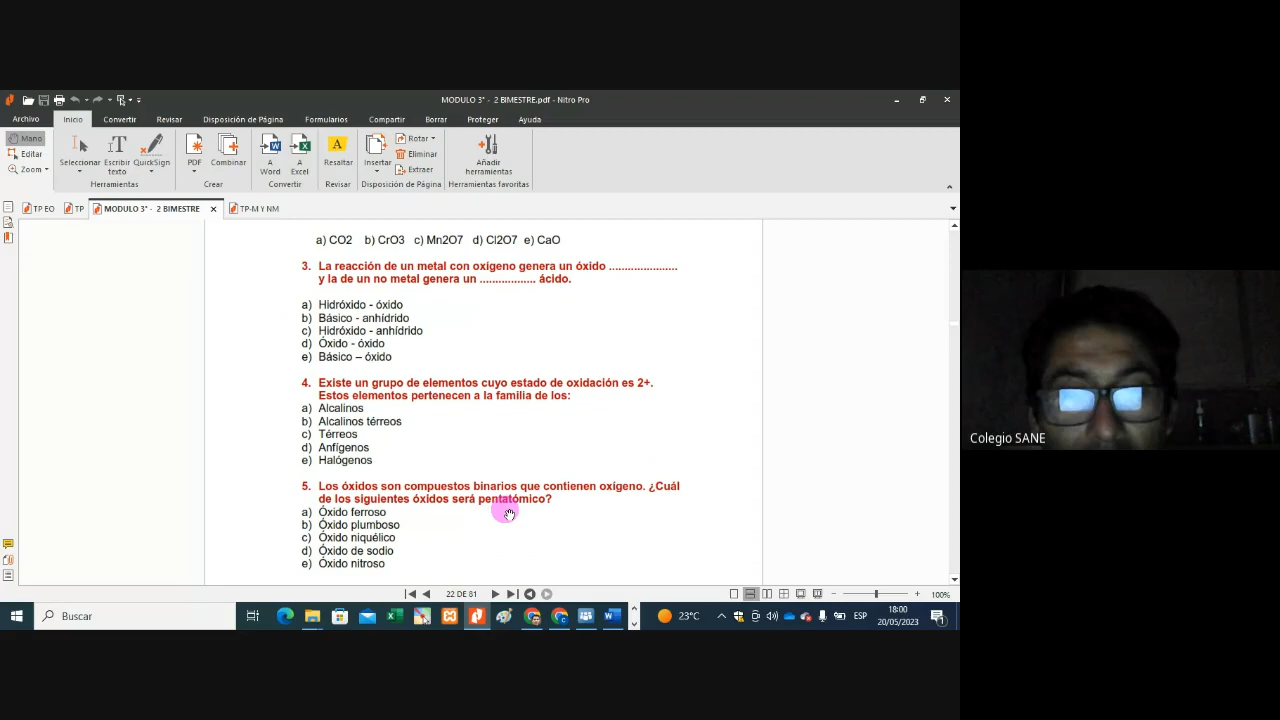 MODULO 3° - 2 BIMESTRE.pdf - Nitro Pro
Archivo Inicio Convertir Revisar Disposición de Página Formularios Compartir Borrar Proteger Ayuda
Mano
Editar
Zoom
Seleccionar
Escribir texto
QuickSign
Herramientas
PDF
Combinar
Crear
A Word
A Excel
Convertir
Resaltar
Revisar
Insertar
Rotar
Eliminar
Extraer
Disposición de Página
Añadir herramientas
Herramientas favoritas
TP EO TP MODULO 3° - 2 BIMESTRE TP-M Y NM
a) CO2 b) CrO3 c) Mn2O7 d) Cl2O7 e) CaO
3. La reacción de un metal con oxígeno genera un óxido .....................
y la de un no metal genera un ................. ácido.
a) Hidróxido - óxido
b) Básico - anhídrido
c) Hidróxido - anhídrido
d) Óxido - óxido
e) Básico – óxido
4. Existe un grupo de elementos cuyo estado de oxidación es 2+.
Estos elementos pertenecen a la familia de los:
a) Alcalinos
b) Alcalinos térreos
c) Térreos
d) Anfígenos
e) Halógenos
5. Los óxidos son compuestos binarios que contienen oxígeno. ¿Cuál
de los siguientes óxidos será pentatómico?
a) Óxido ferroso
b) Óxido plumboso
c) Óxido niquélico
d) Óxido de sodio
e) Óxido nitroso
22 DE 81
100%
Buscar
23°C
ESP
18:00
20/05/2023
Colegio SANE